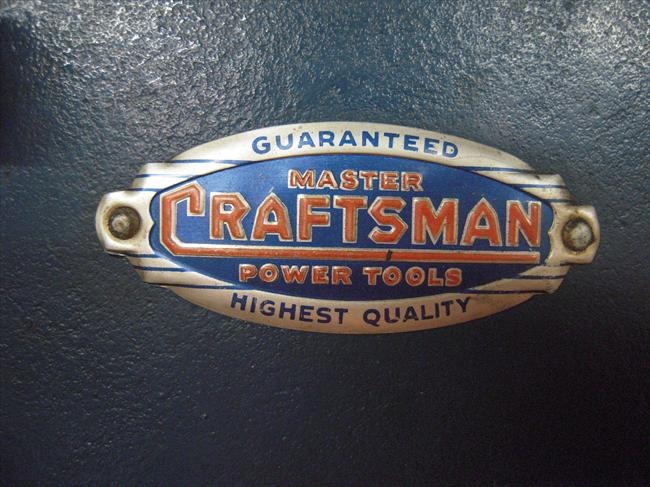 GUARANTEED
MASTER
CRAFTSMAN
POWER TOOLS
HIGHEST QUALITY